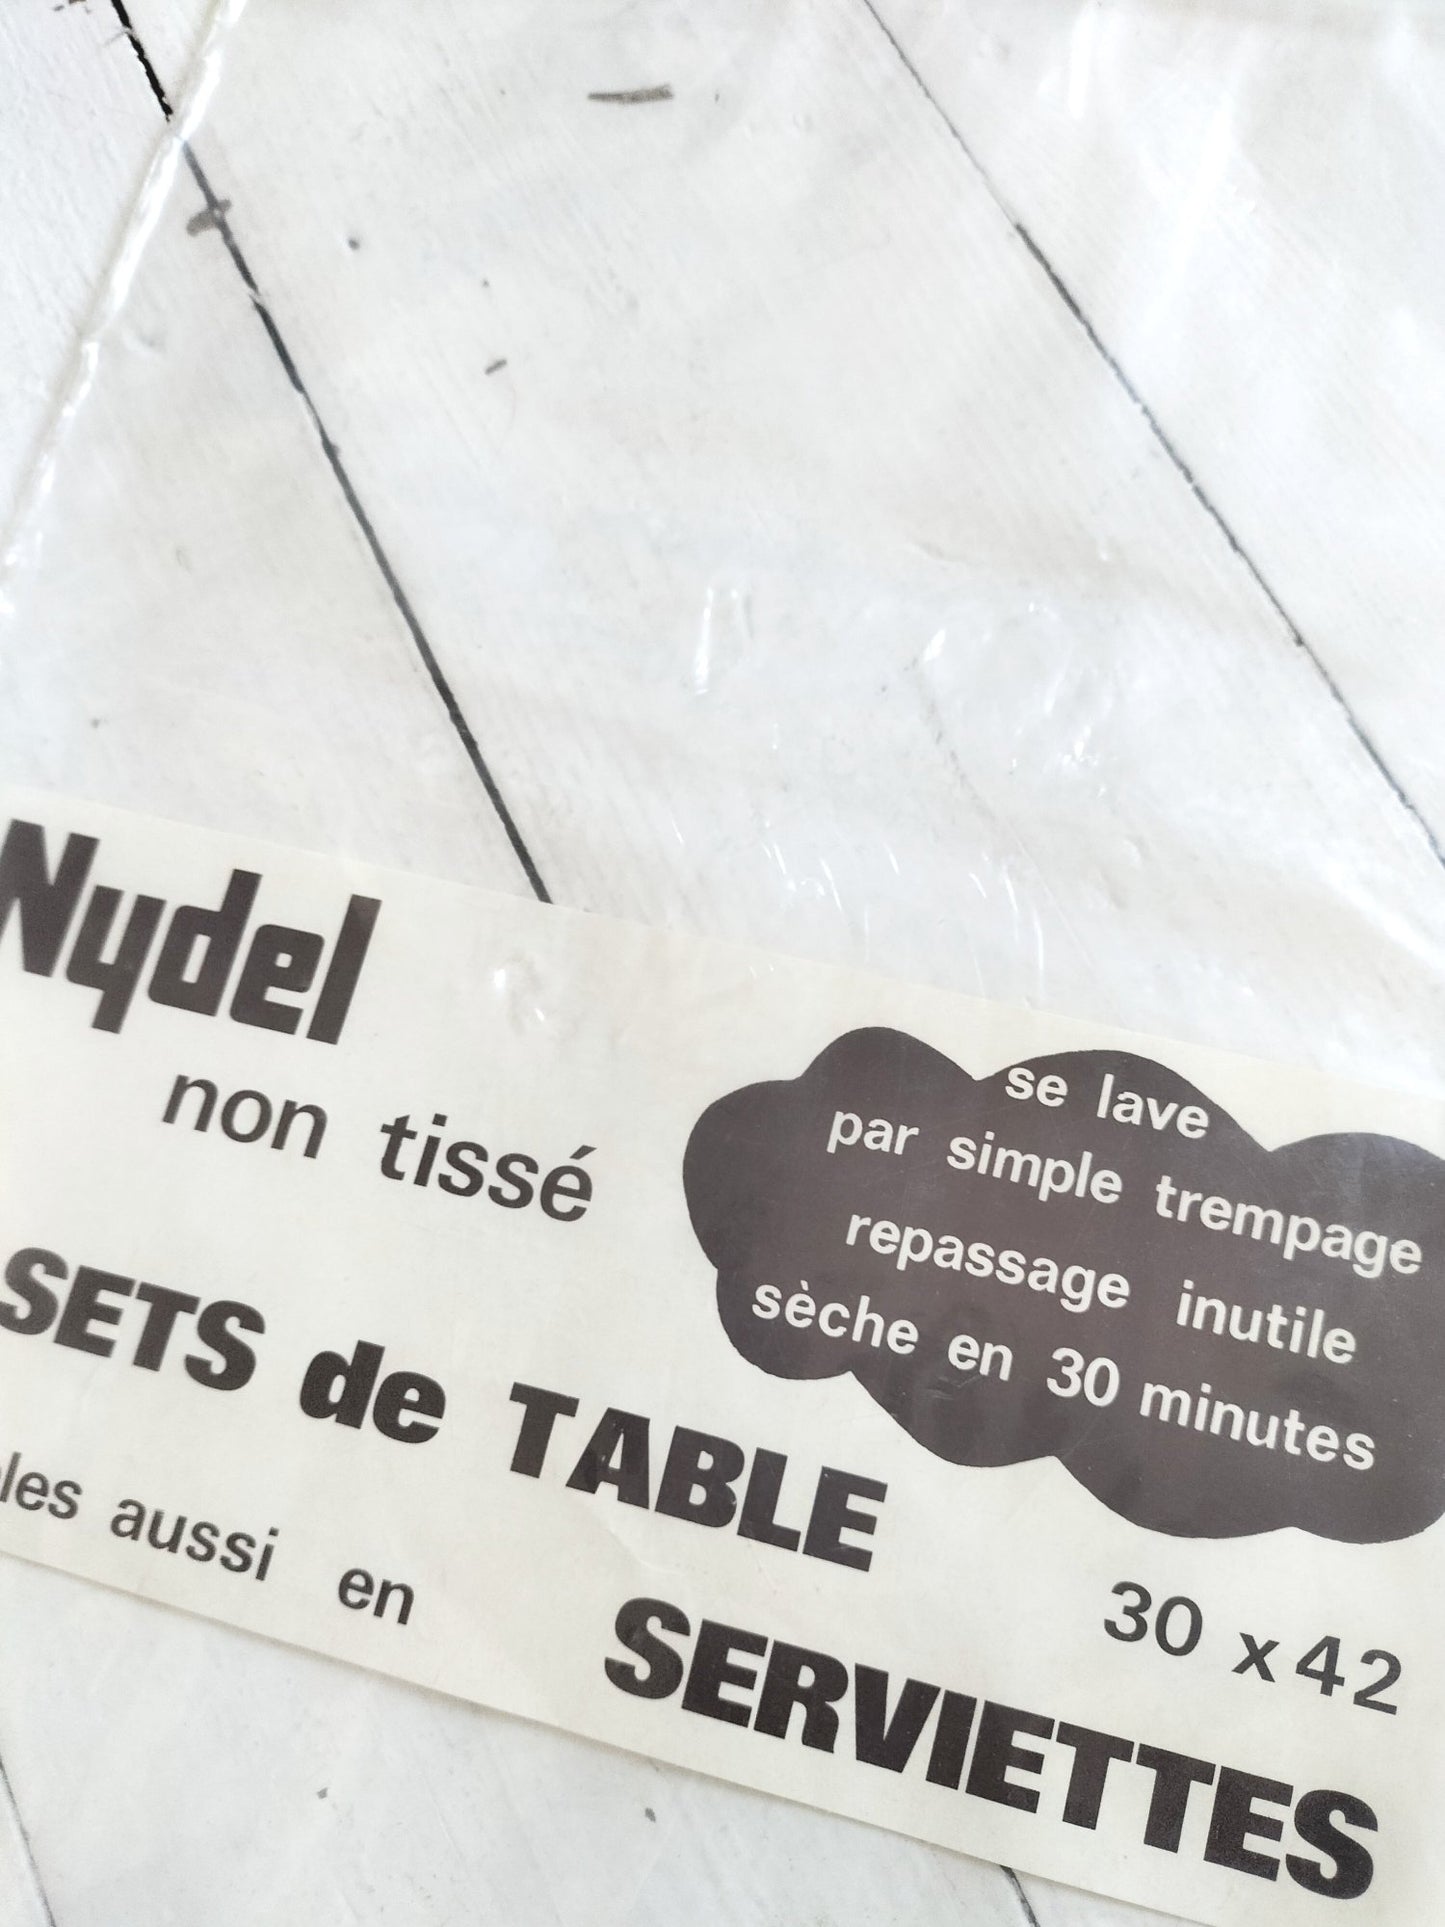 Nydel
non tissé
se lave
par simple trempage
repassage inutile
sèche en 30 minutes
SETS de TABLE
30 x 42
aussi en
SERVIETTES